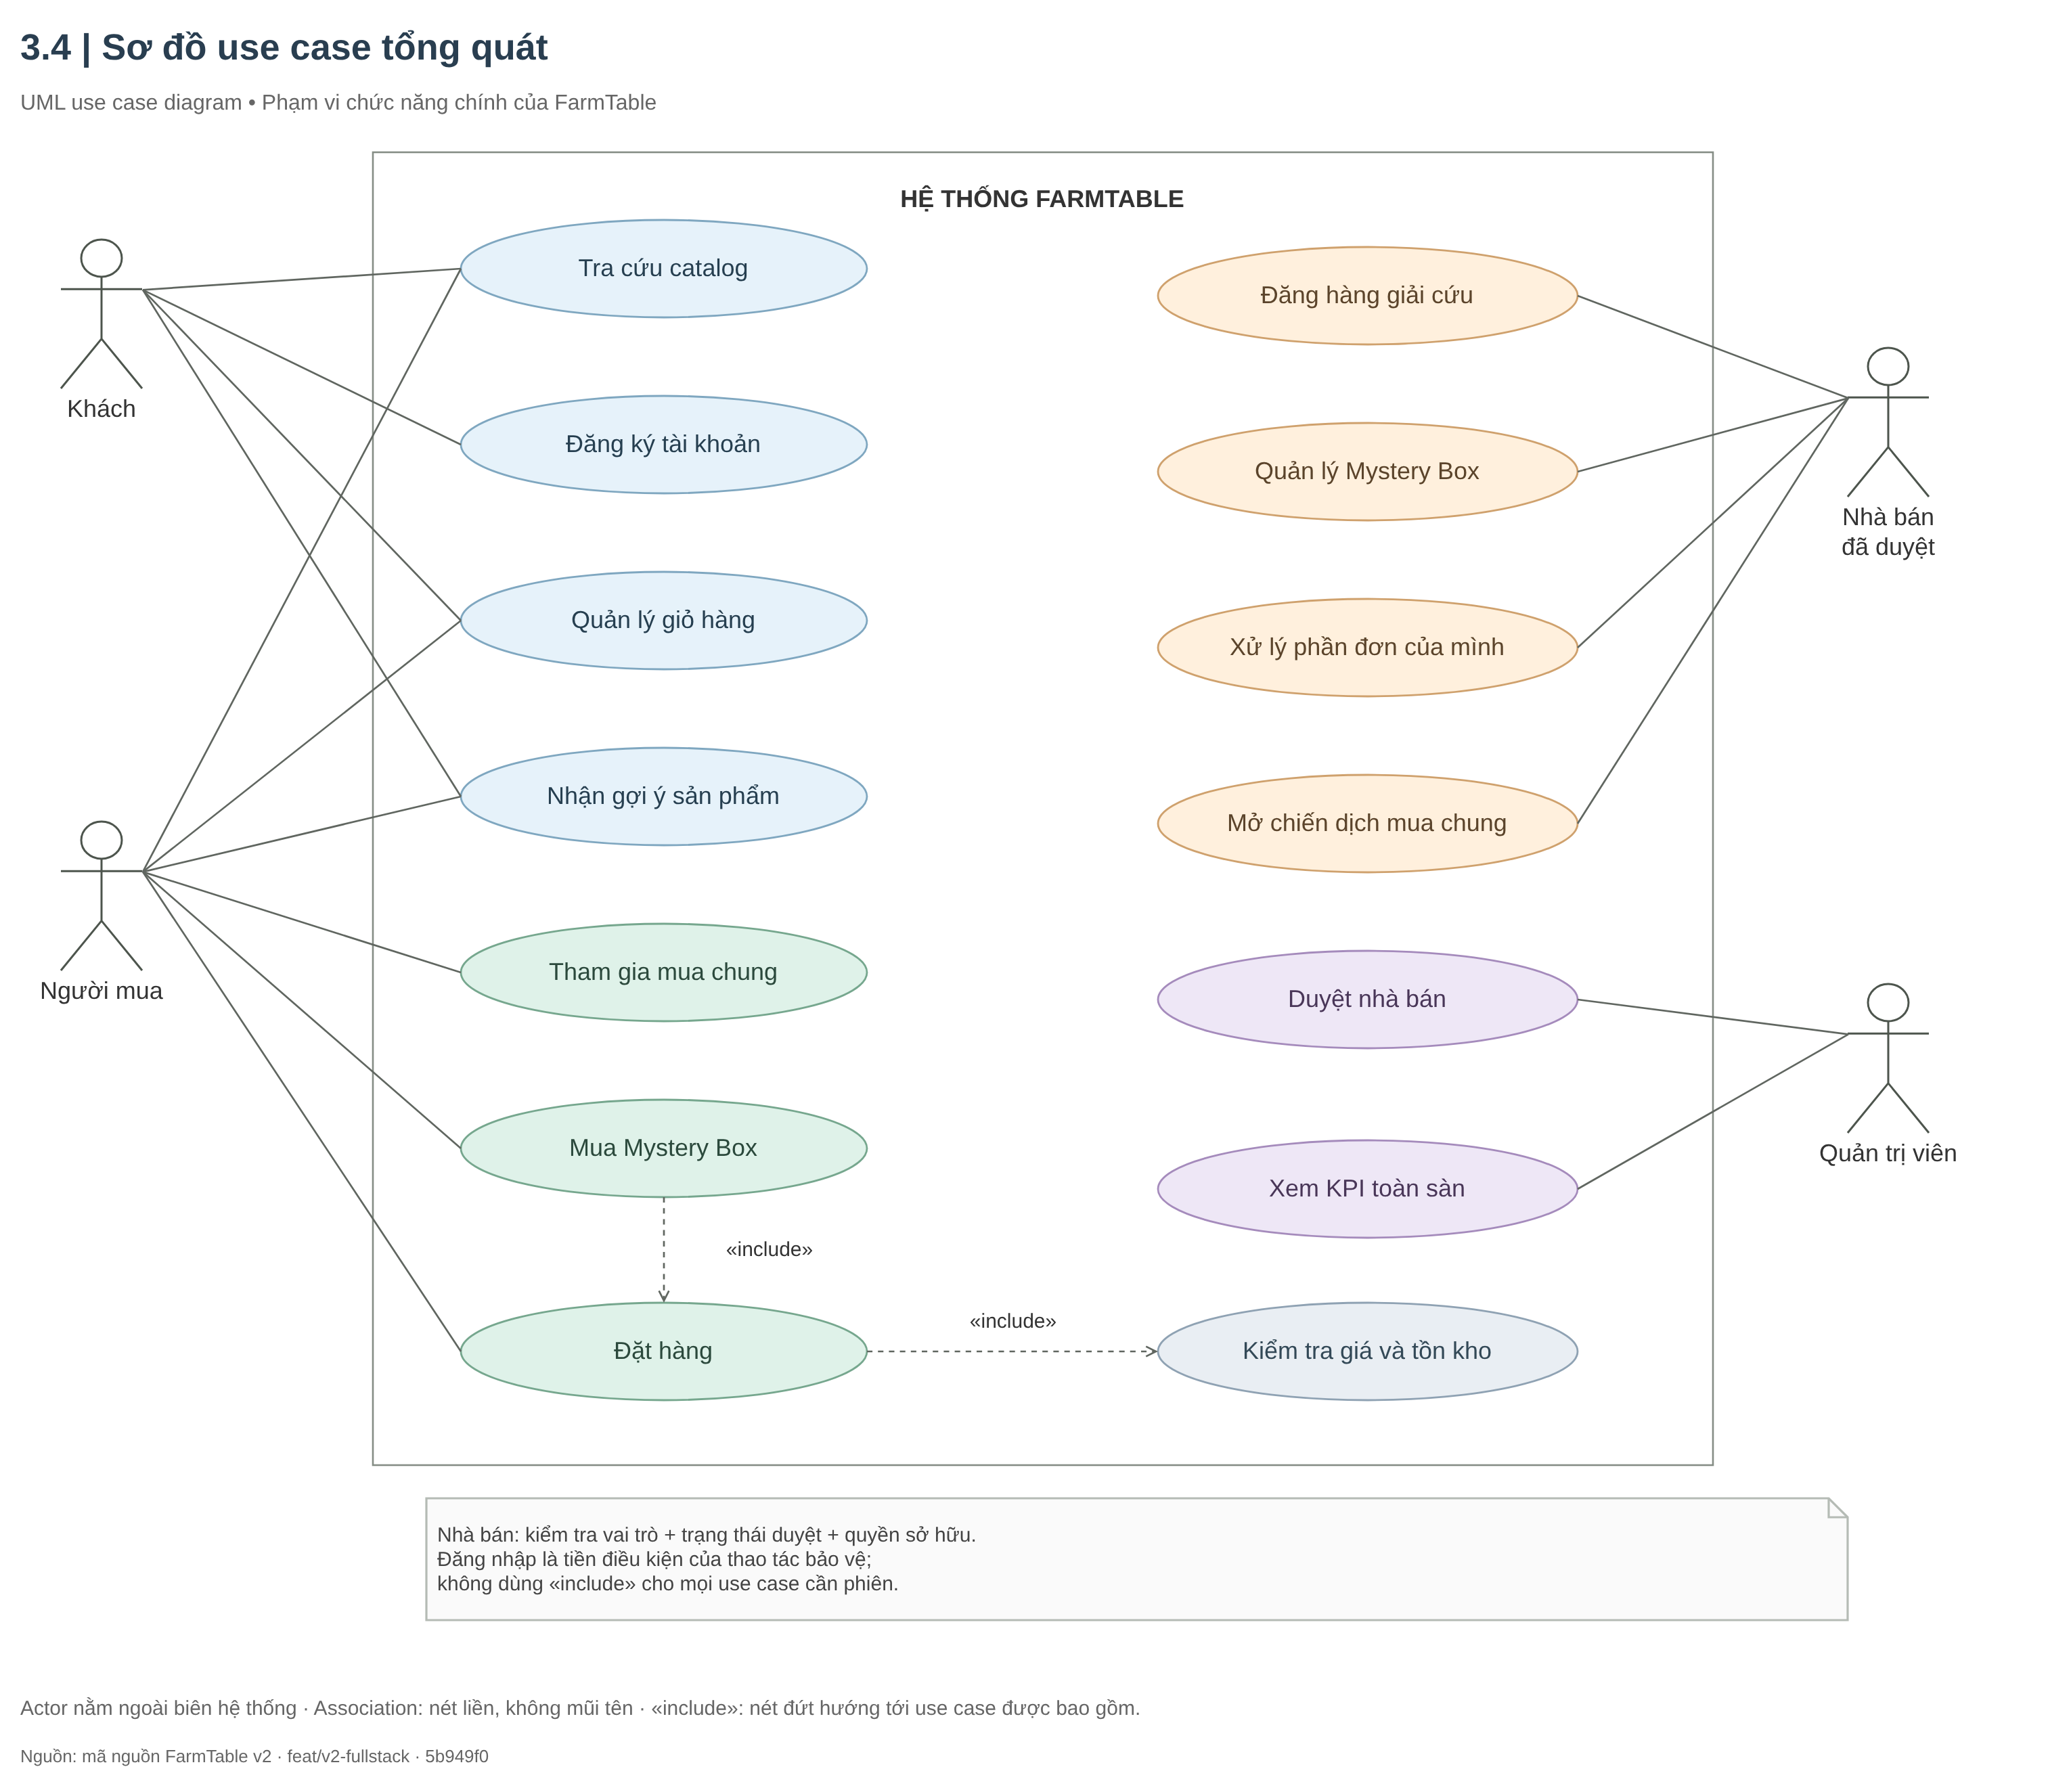 3.4 | Sơ đồ use case tổng quát
UML use case diagram • Phạm vi chức năng chính của FarmTable
HỆ THỐNG FARMTABLE
Khách
Người mua
Tra cứu catalog
Đăng ký tài khoản
Quản lý giỏ hàng
Nhận gợi ý sản phẩm
Tham gia mua chung
Mua Mystery Box
«include»
Đặt hàng
«include»
Đăng hàng giải cứu
Quản lý Mystery Box
Xử lý phần đơn của mình
Mở chiến dịch mua chung
Duyệt nhà bán
Xem KPI toàn sàn
Kiểm tra giá và tồn kho
Nhà bán
đã duyệt
Quản trị viên
Nhà bán: kiểm tra vai trò + trạng thái duyệt + quyền sở hữu.
Đăng nhập là tiền điều kiện của thao tác bảo vệ;
không dùng «include» cho mọi use case cần phiên.
Actor nằm ngoài biên hệ thống · Association: nét liền, không mũi tên · «include»: nét đứt hướng tới use case được bao gồm.
Nguồn: mã nguồn FarmTable v2 · feat/v2-fullstack · 5b949f0